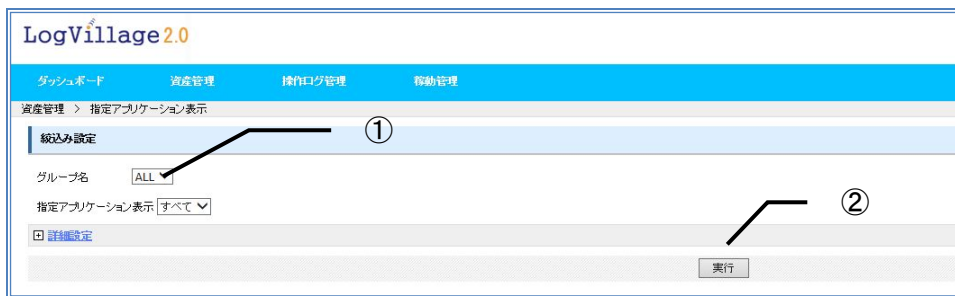 LogVillage 2.0
ダッシュボード 資産管理 操作ログ管理 稼動管理
資産管理 > 指定アプリケーション表示
絞込み設定
①
グループ名 ALL
指定アプリケーション表示 すべて
②
詳細設定
実行